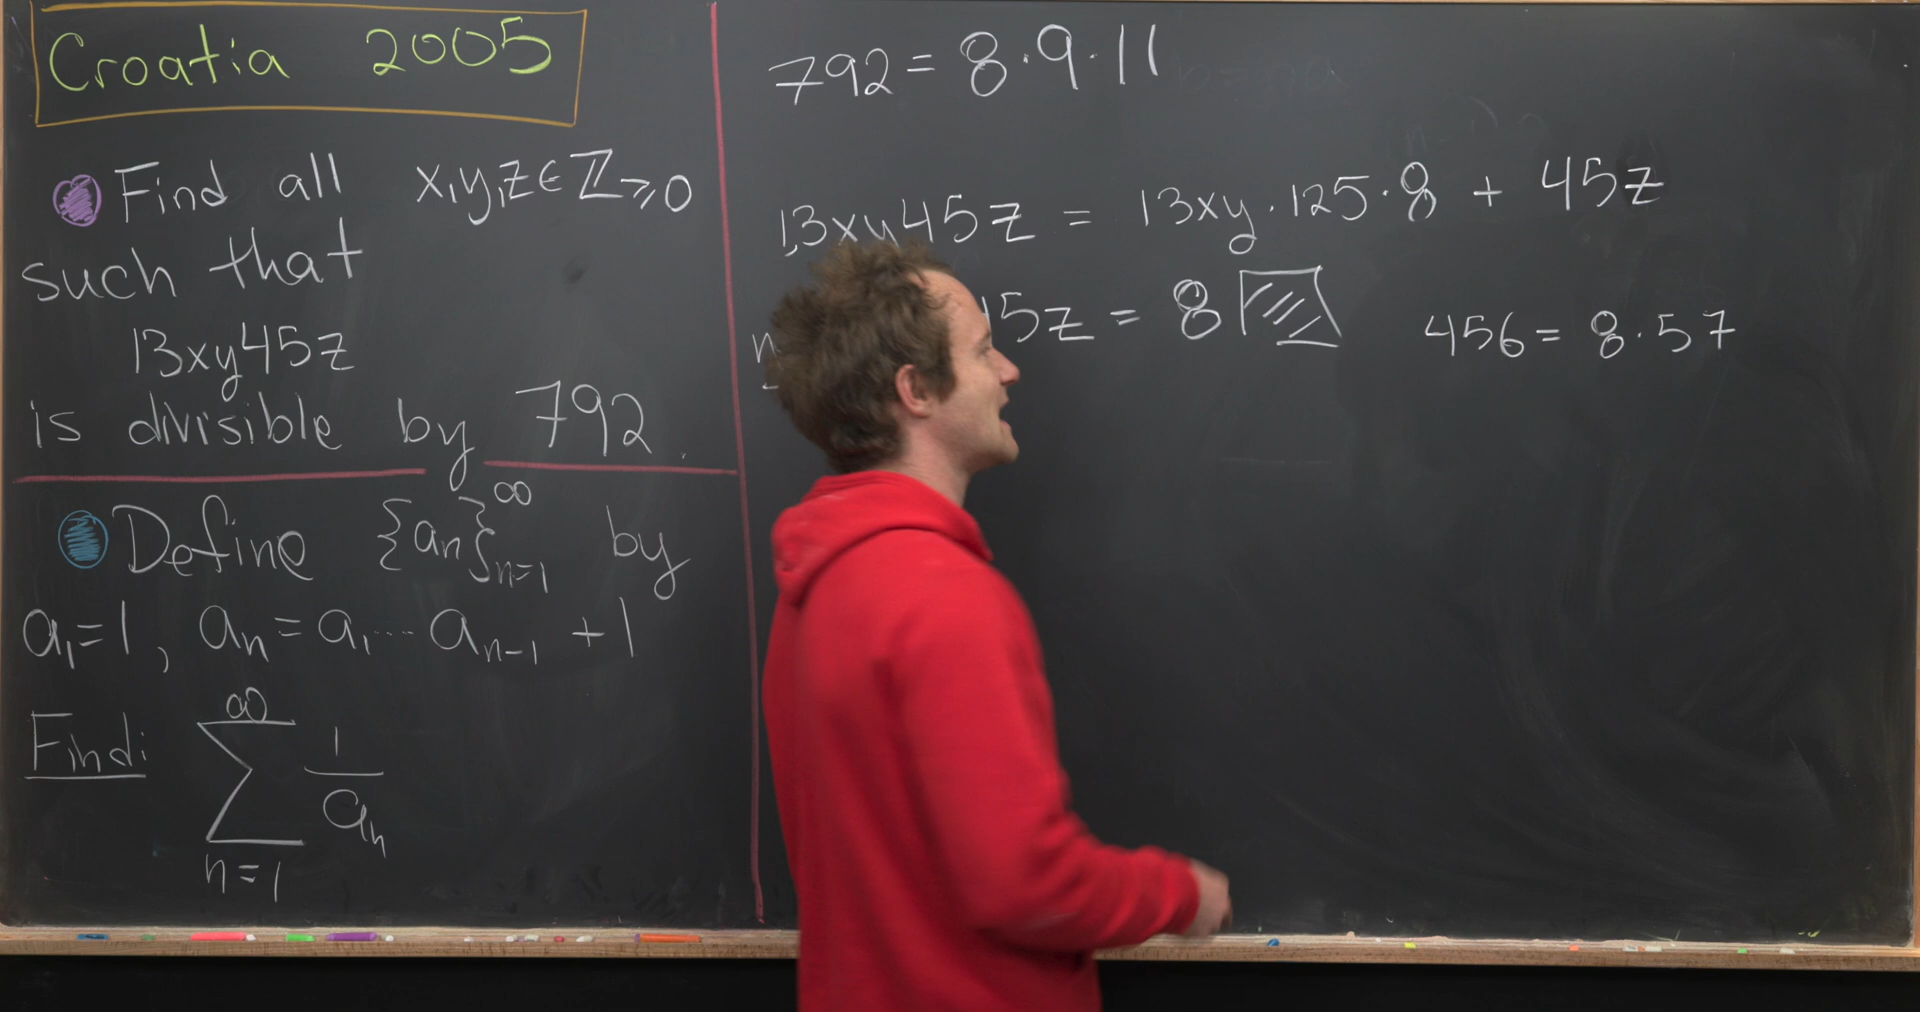 Croatia 2005
Find all x,y,z∈ℤ≥0
such that
13xy45z
is divisible by 792.
Define {an}∞n=1 by
a1=1, an=a1...an-1 +1
Find:
∞
∑ 1/an
n=1
792=8·9·11
13xy45z = 13xy·125·8 + 45z
5z = 8
456=8·57